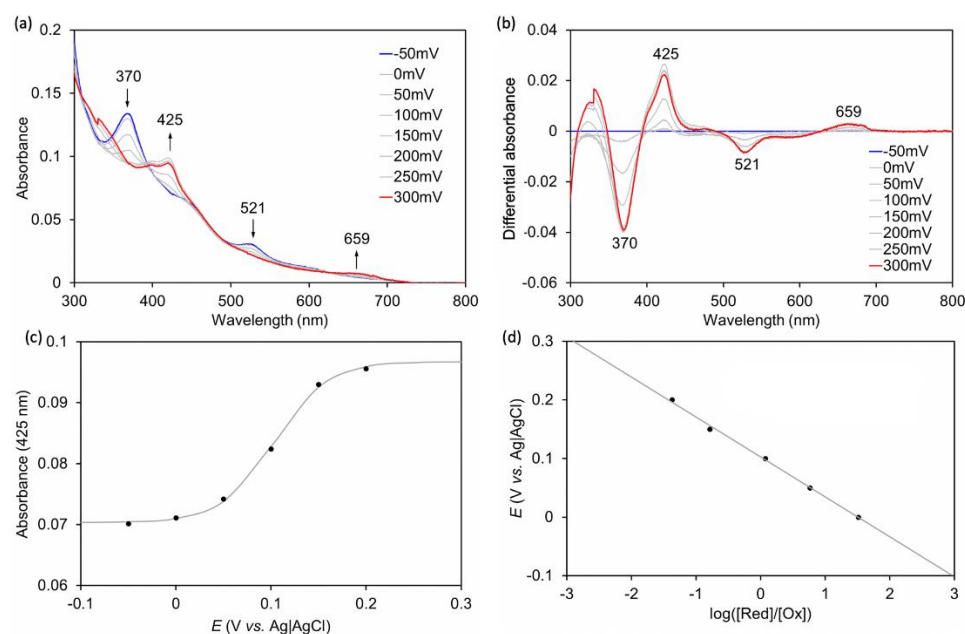 (a)
0.2
0.15
0.1
0.05
0
Absorbance
370
425
521
659
-50mV
0mV
50mV
100mV
150mV
200mV
250mV
300mV
300 400 500 600 700 800
Wavelength (nm)
(b)
0.04
0.02
0
-0.02
-0.04
-0.06
Differential absorbance
425
659
521
370
-50mV
0mV
50mV
100mV
150mV
200mV
250mV
300mV
300 400 500 600 700 800
Wavelength (nm)
(c)
0.1
0.09
0.08
0.07
0.06
Absorbance (425 nm)
-0.1 0 0.1 0.2 0.3
E (V vs. Ag|AgCl)
(d)
0.3
0.2
0.1
0
-0.1
E (V vs. Ag|AgCl)
-3 -2 -1 0 1 2 3
log([Red]/[Ox])